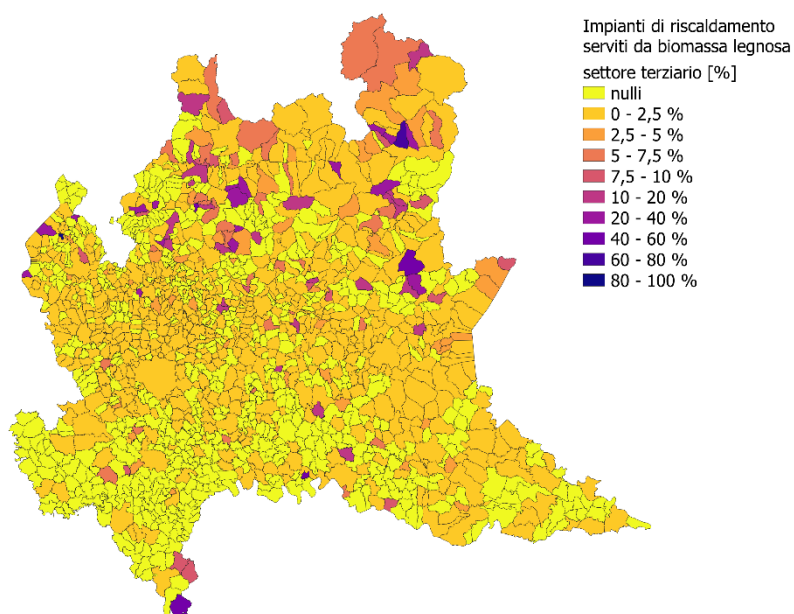 Impianti di riscaldamento
serviti da biomassa legnosa
settore terziario [%]
nulli
0 - 2,5 %
2,5 - 5 %
5 - 7,5 %
7,5 - 10 %
10 - 20 %
20 - 40 %
40 - 60 %
60 - 80 %
80 - 100 %